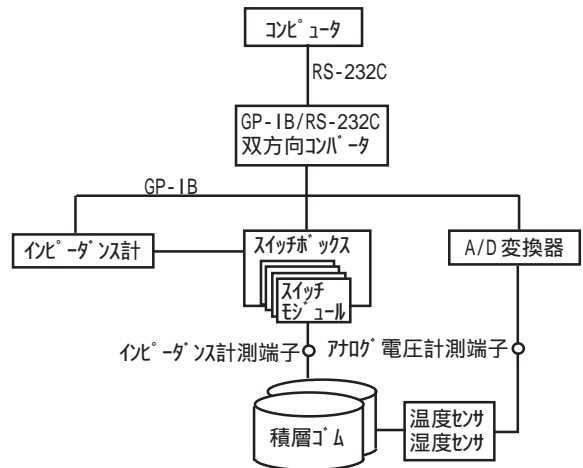 コンピュータ
RS-232C
GP-IB/RS-232C
双方向コンバータ
GP-IB
インピーダンス計
スイッチボックス
A/D変換器
スイッチ
モジュール
インピーダンス計測端子
アナログ電圧計測端子
積層ゴム
温度センサ
湿度センサ